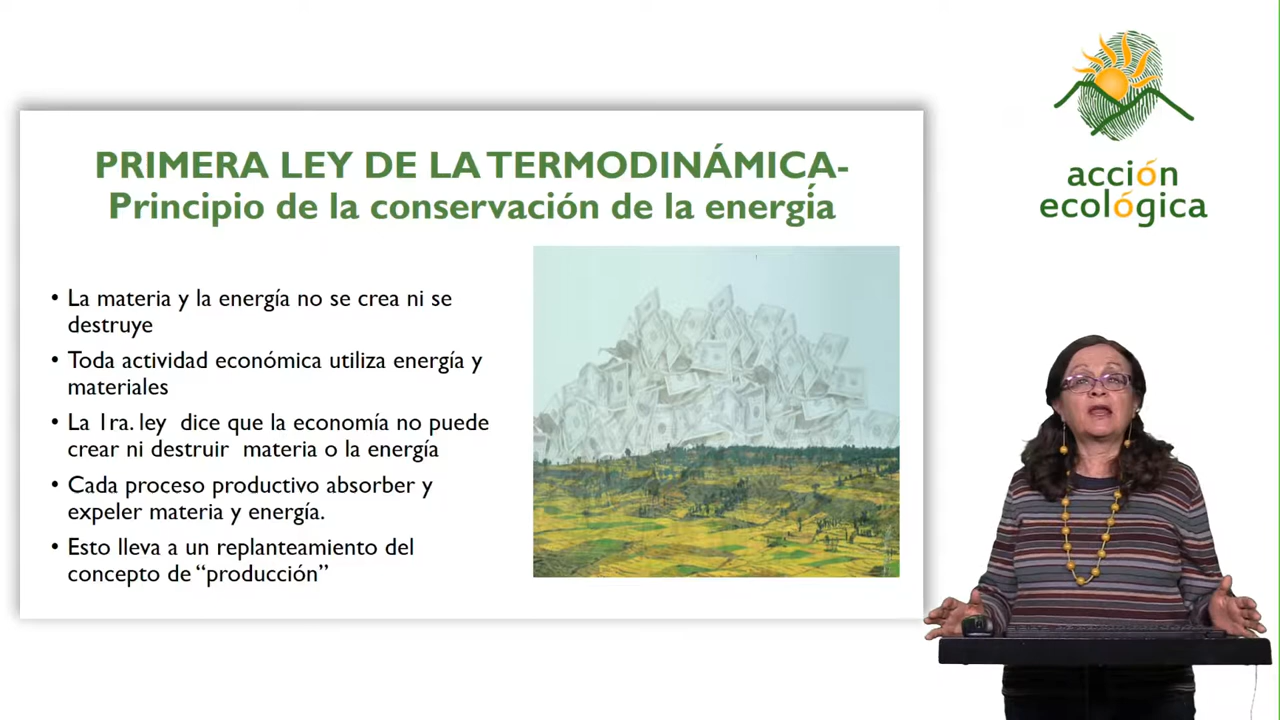 PRIMERA LEY DE LA TERMODINÁMICA-
Principio de la conservación de la energía
• La materia y la energía no se crea ni se
destruye
• Toda actividad económica utiliza energía y
materiales
• La 1ra. ley  dice que la economía no puede
crear ni destruir  materia o la energía
• Cada proceso productivo absorber y
expeler materia y energía.
• Esto lleva a un replanteamiento del
concepto de “producción”
acción
ecológica